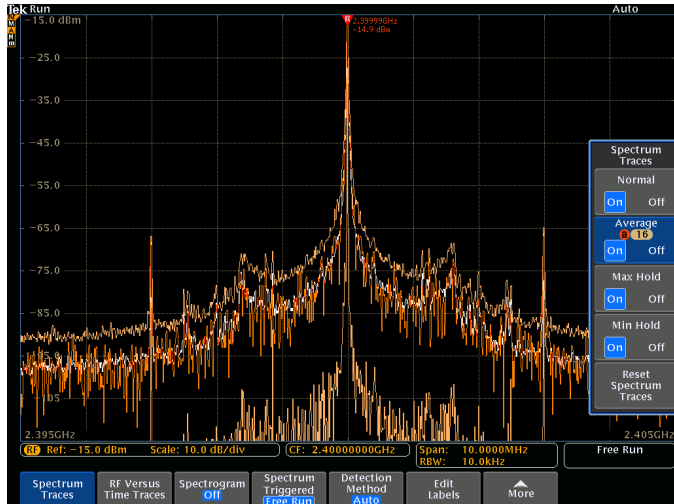 Tek Run Auto
R
F
M
A
n
m
-15.0 dBm
R 2.39999GHz
-14.9 dBm
-25.0
-35.0
-45.0
-55.0
-65.0
-75.0
-85.0
-95.0
-105
2.395GHz 2.405GHz
Spectrum
Traces
Normal
On Off
Average
a 16
On Off
Max Hold
On Off
Min Hold
On Off
Reset
Spectrum
Traces
RF Ref: -15.0 dBm Scale: 10.0 dB/div
CF: 2.40000000GHz
Span: 10.0000MHz
RBW: 10.0kHz
Free Run
Spectrum
Traces
RF Versus
Time Traces
Spectrogram
Off
Spectrum
Triggered
Free Run
Detection
Method
Auto
Edit
Labels
More